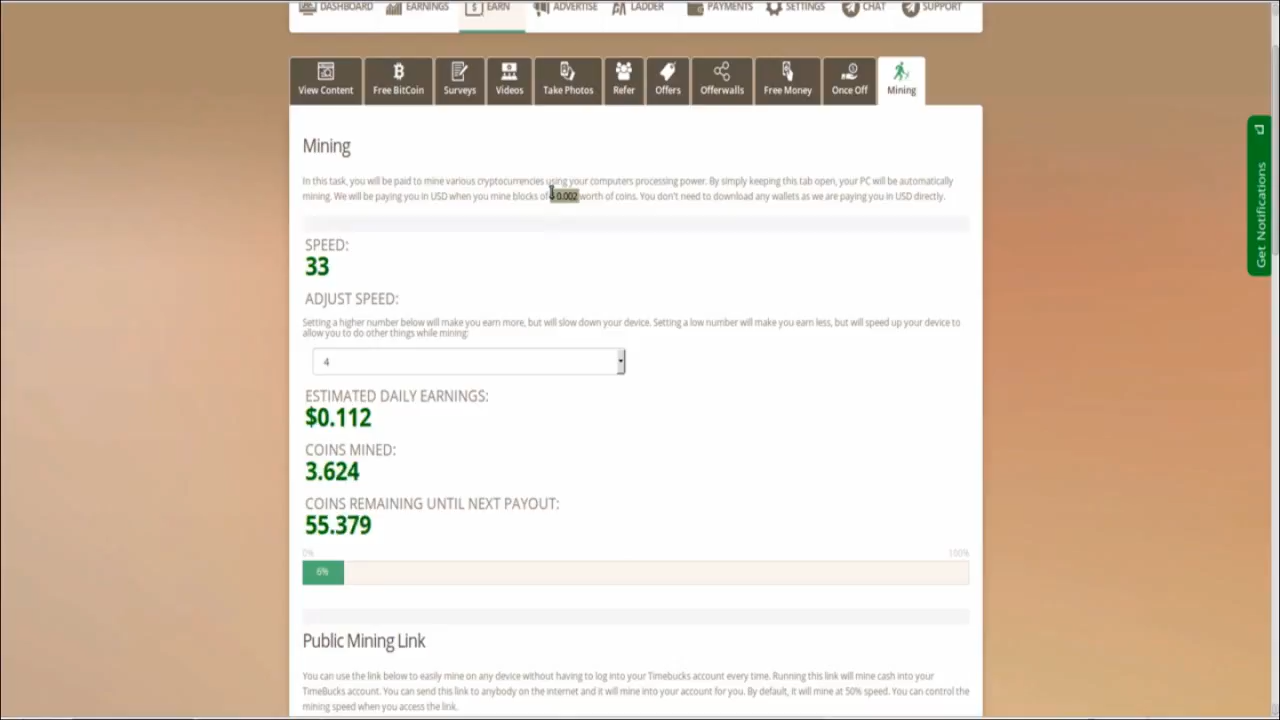 DASHBOARD EARNINGS EARN ADVERTISE LADDER PAYMENTS SETTINGS CHAT SUPPORT
View Content Free BitCoin Surveys Videos Take Photos Refer Offers Offerwalls Free Money Once Off Mining
Mining
In this task, you will be paid to mine various cryptocurrencies using your computers processing power. By simply keeping this tab open, your PC will be automatically
mining. We will be paying you in USD when you mine blocks of 0.002 worth of coins. You don't need to download any wallets as we are paying you in USD directly.
SPEED:
33
ADJUST SPEED:
Setting a higher number below will make you earn more, but will slow down your device. Setting a low number will make you earn less, but will speed up your device to
allow you to do other things while mining:
4
ESTIMATED DAILY EARNINGS:
$0.112
COINS MINED:
3.624
COINS REMAINING UNTIL NEXT PAYOUT:
55.379
0% 100%
6%
Public Mining Link
You can use the link below to easily mine on any device without having to log into your Timebucks account every time. Running this link will mine cash into your
TimeBucks account. You can send this link to anybody on the internet and it will mine into your account for you. By default, it will mine at 50% speed. You can control the
mining speed when you access the link.
Get Notifications